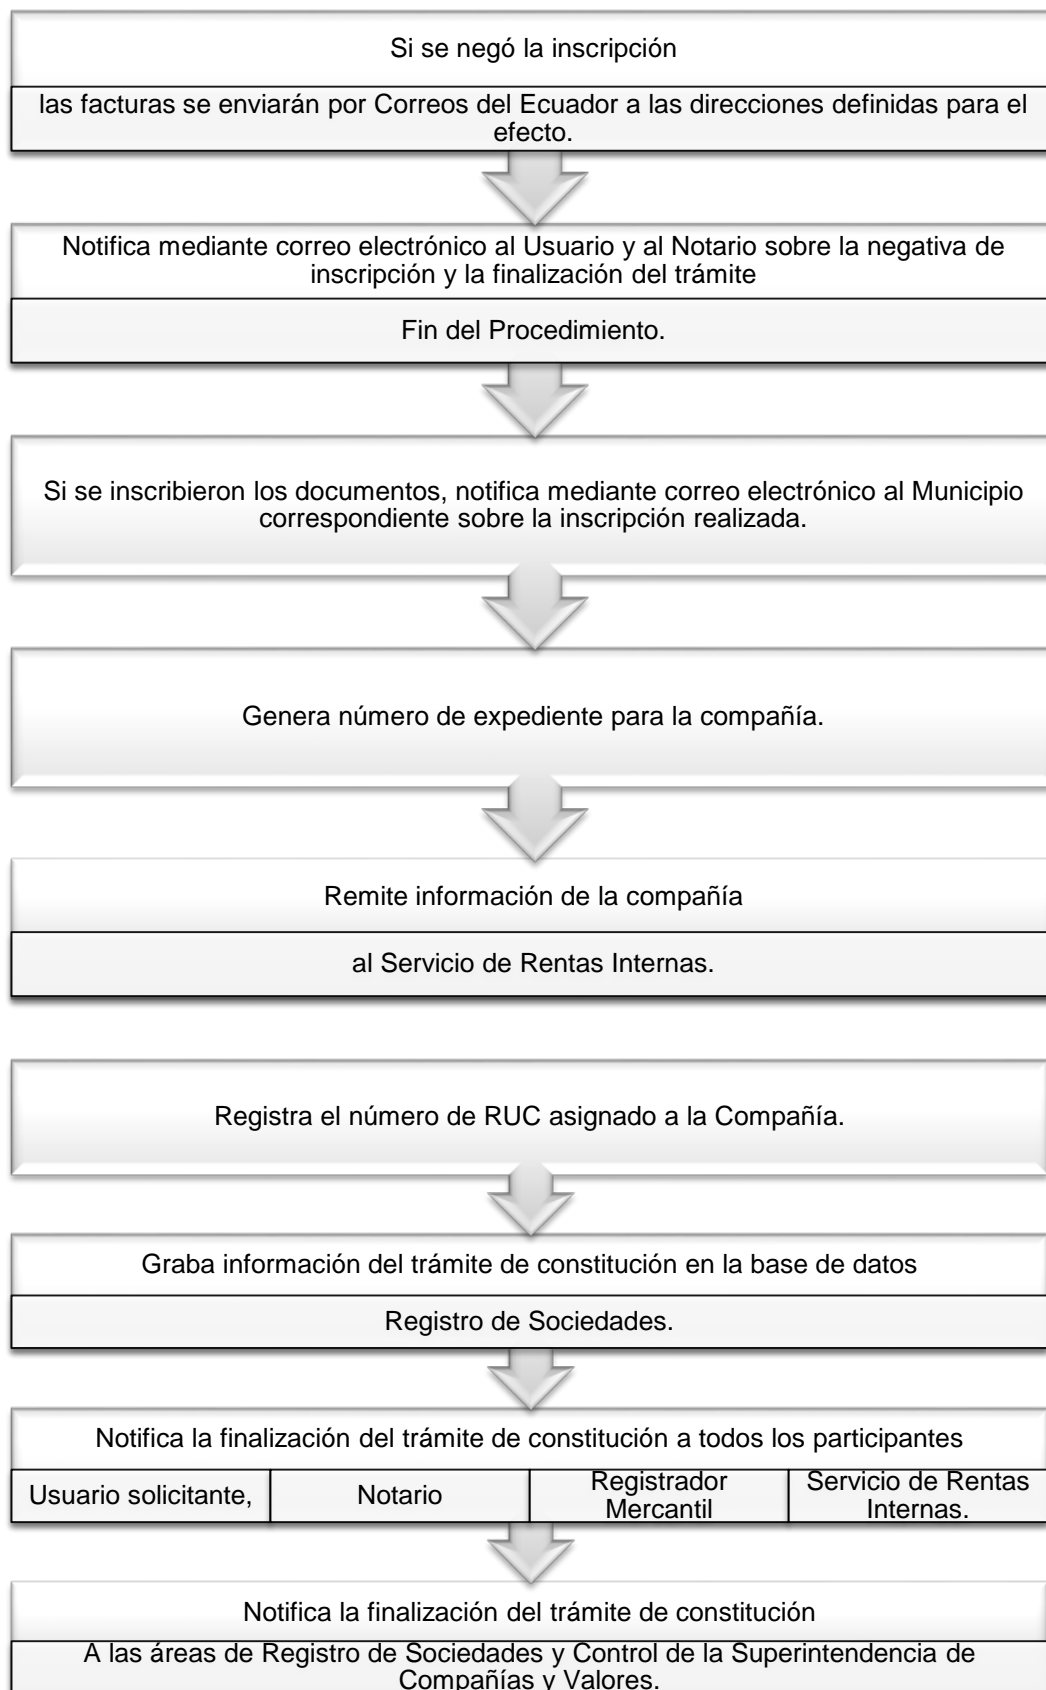 Si se negó la inscripción
las facturas se enviarán por Correos del Ecuador a las direcciones definidas para el
efecto.
Notifica mediante correo electrónico al Usuario y al Notario sobre la negativa de
inscripción y la finalización del trámite
Fin del Procedimiento.
Si se inscribieron los documentos, notifica mediante correo electrónico al Municipio
correspondiente sobre la inscripción realizada.
Genera número de expediente para la compañía.
Remite información de la compañía
al Servicio de Rentas Internas.
Registra el número de RUC asignado a la Compañía.
Graba información del trámite de constitución en la base de datos
Registro de Sociedades.
Notifica la finalización del trámite de constitución a todos los participantes
Usuario solicitante,
Notario
Registrador
Mercantil
Servicio de Rentas
Internas.
Notifica la finalización del trámite de constitución
A las áreas de Registro de Sociedades y Control de la Superintendencia de
Compañías y Valores.